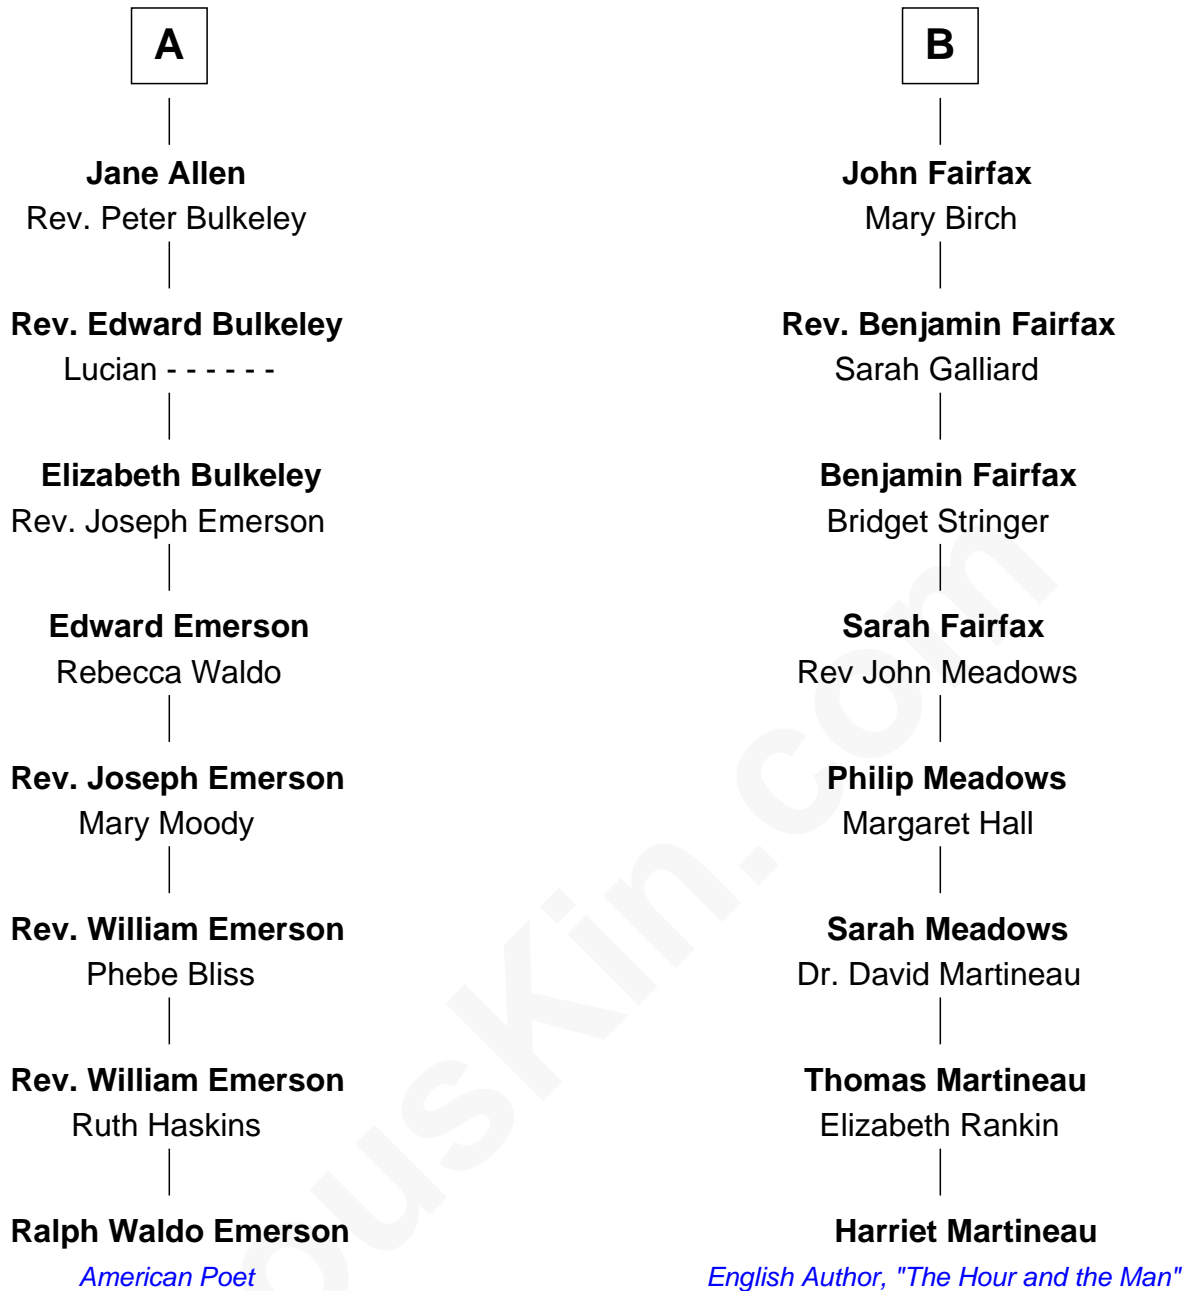 A
Jane Allen
Rev. Peter Bulkeley
Rev. Edward Bulkeley
Lucian - - - - - -
Elizabeth Bulkeley
Rev. Joseph Emerson
Edward Emerson
Rebecca Waldo
Rev. Joseph Emerson
Mary Moody
Rev. William Emerson
Phebe Bliss
Rev. William Emerson
Ruth Haskins
Ralph Waldo Emerson
American Poet
B
John Fairfax
Mary Birch
Rev. Benjamin Fairfax
Sarah Galliard
Benjamin Fairfax
Bridget Stringer
Sarah Fairfax
Rev John Meadows
Philip Meadows
Margaret Hall
Sarah Meadows
Dr. David Martineau
Thomas Martineau
Elizabeth Rankin
Harriet Martineau
English Author, "The Hour and the Man"
ousKin.com